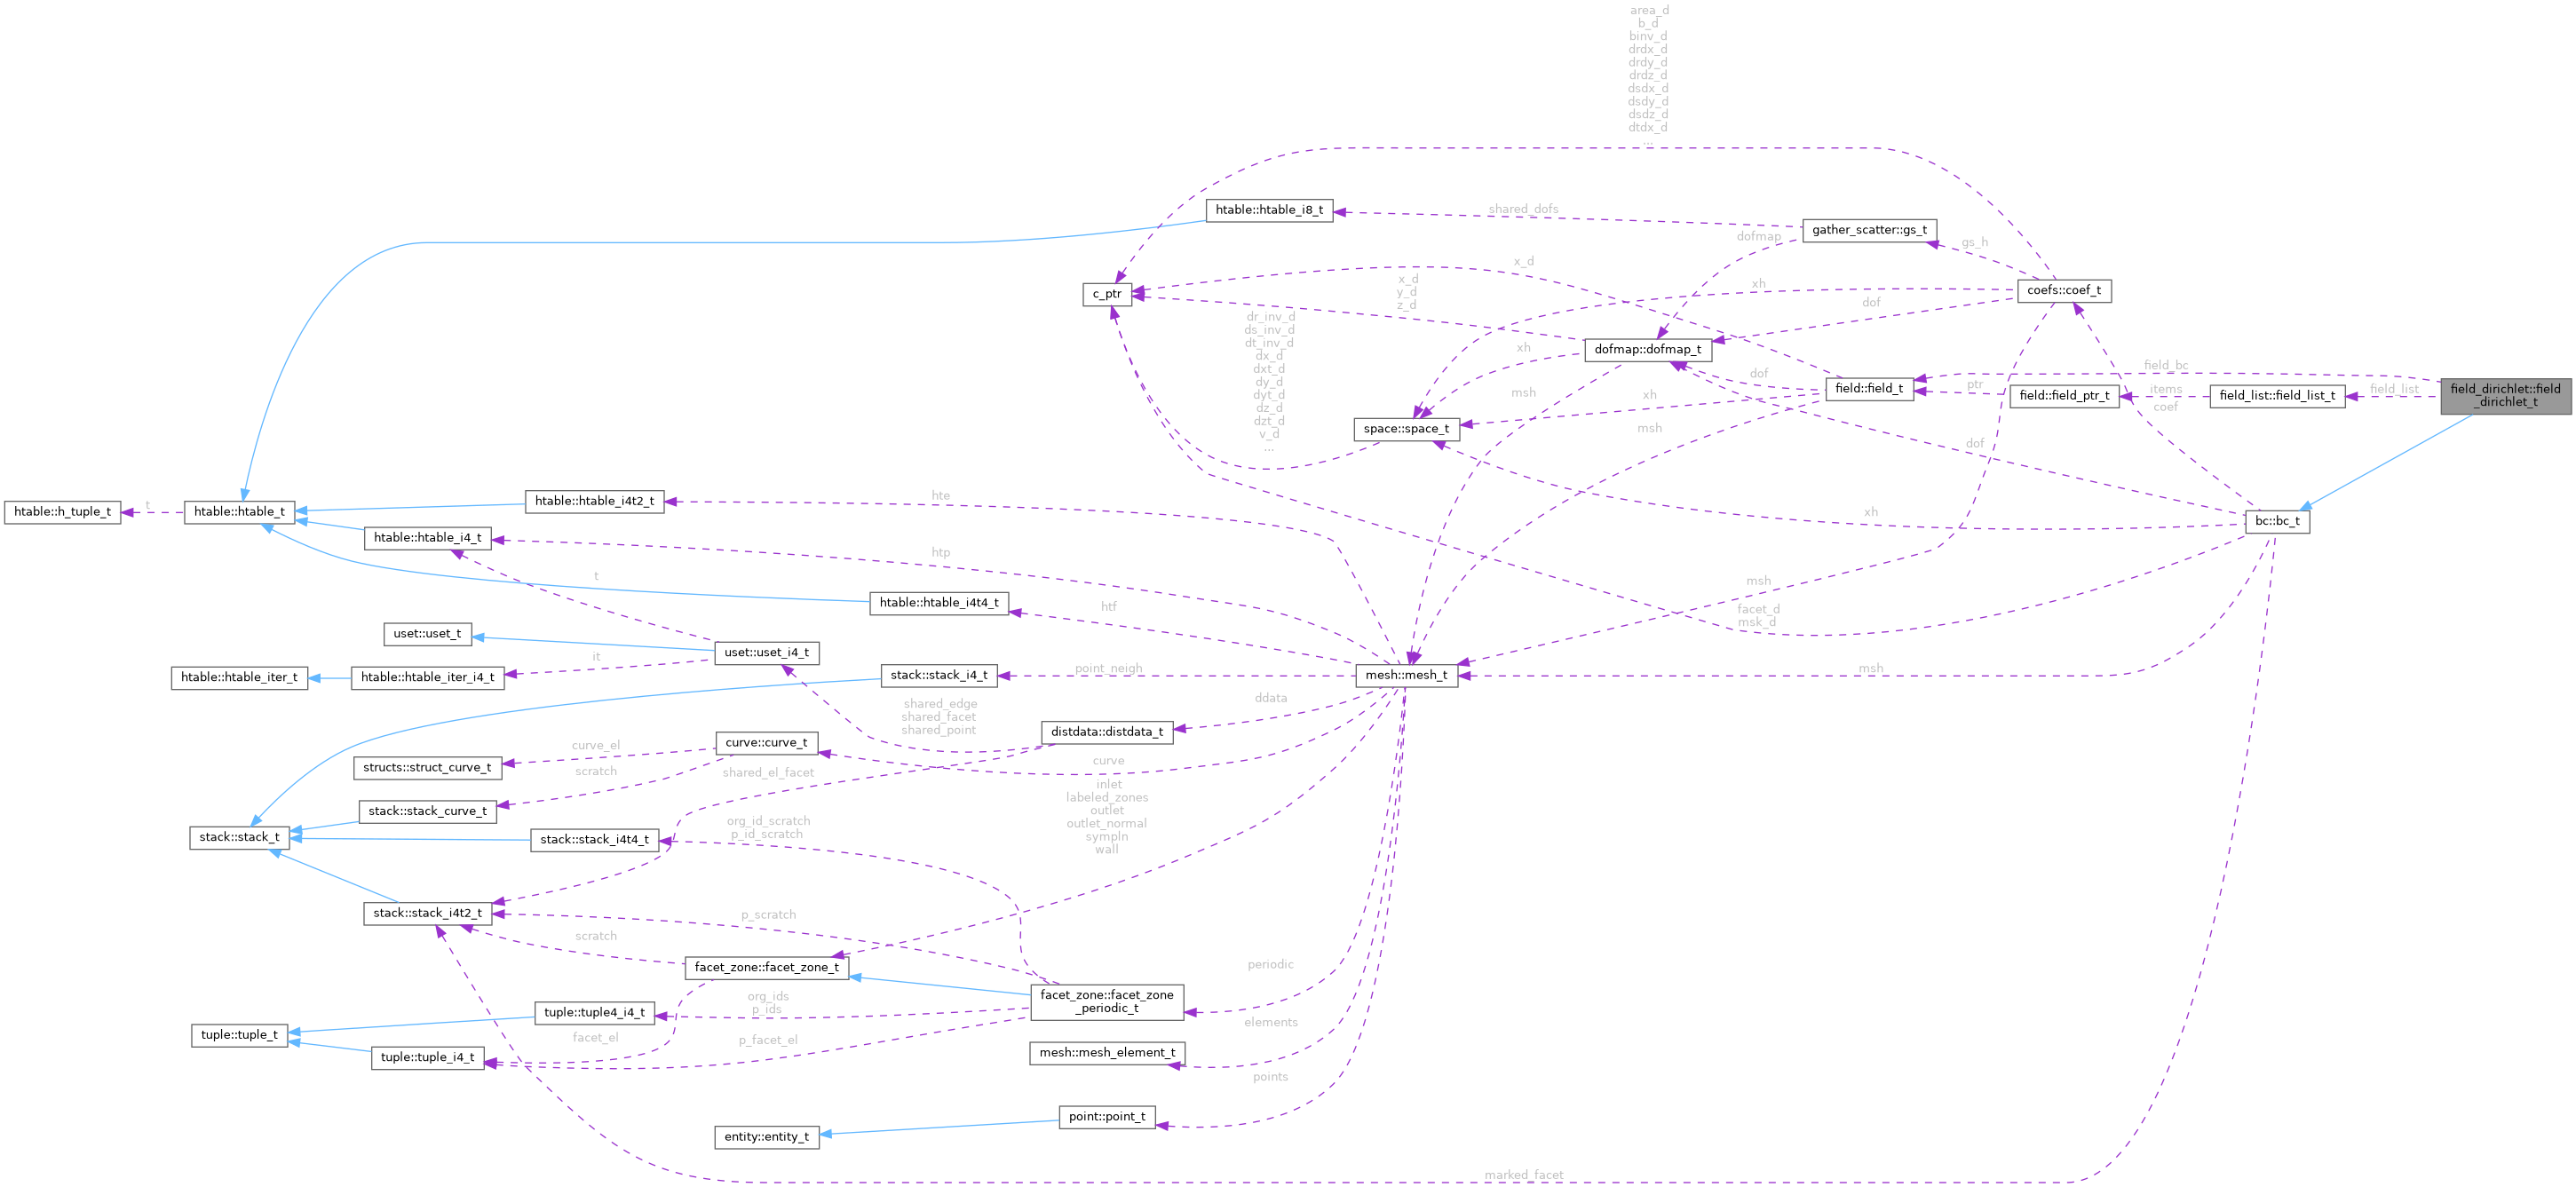 area_d
b_d
binv_d
drdx_d
drdy_d
drdz_d
dsdx_d
dsdy_d
dsdz_d
dtdx_d
...
htable::htable_i8_t
shared_dofs
gather_scatter::gs_t
dofmap
gs_h
x_d
c_ptr
x_d
y_d
z_d
xh
coefs::coef_t
dof
dr_inv_d
ds_inv_d
dt_inv_d
dx_d
dxt_d
dy_d
dyt_d
dz_d
dzt_d
v_d
...
xh
dofmap::dofmap_t
dof
field_bc
msh
xh
field::field_t
ptr
field::field_ptr_t
items
coef
field_list::field_list_t
field_list
field_dirichlet::field
_dirichlet_t
space::space_t
msh
dof
htable::h_tuple_t
t
htable::htable_t
htable::htable_i4t2_t
hte
xh
bc::bc_t
htable::htable_i4_t
htp
t
htable::htable_i4t4_t
htf
msh
facet_d
msk_d
uset::uset_t
uset::uset_i4_t
it
htable::htable_iter_t
htable::htable_iter_i4_t
stack::stack_i4_t
point_neigh
mesh::mesh_t
msh
shared_edge
shared_facet
shared_point
ddata
distdata::distdata_t
curve::curve_t
curve_el
structs::struct_curve_t
scratch
shared_el_facet
curve
inlet
labeled_zones
outlet
outlet_normal
sympln
wall
stack::stack_curve_t
stack::stack_t
stack::stack_i4t4_t
org_id_scratch
p_id_scratch
stack::stack_i4t2_t
p_scratch
scratch
facet_zone::facet_zone_t
periodic
facet_zone::facet_zone
_periodic_t
org_ids
p_ids
tuple::tuple4_i4_t
tuple::tuple_t
facet_el
p_facet_el
tuple::tuple_i4_t
elements
mesh::mesh_element_t
points
point::point_t
entity::entity_t
marked_facet